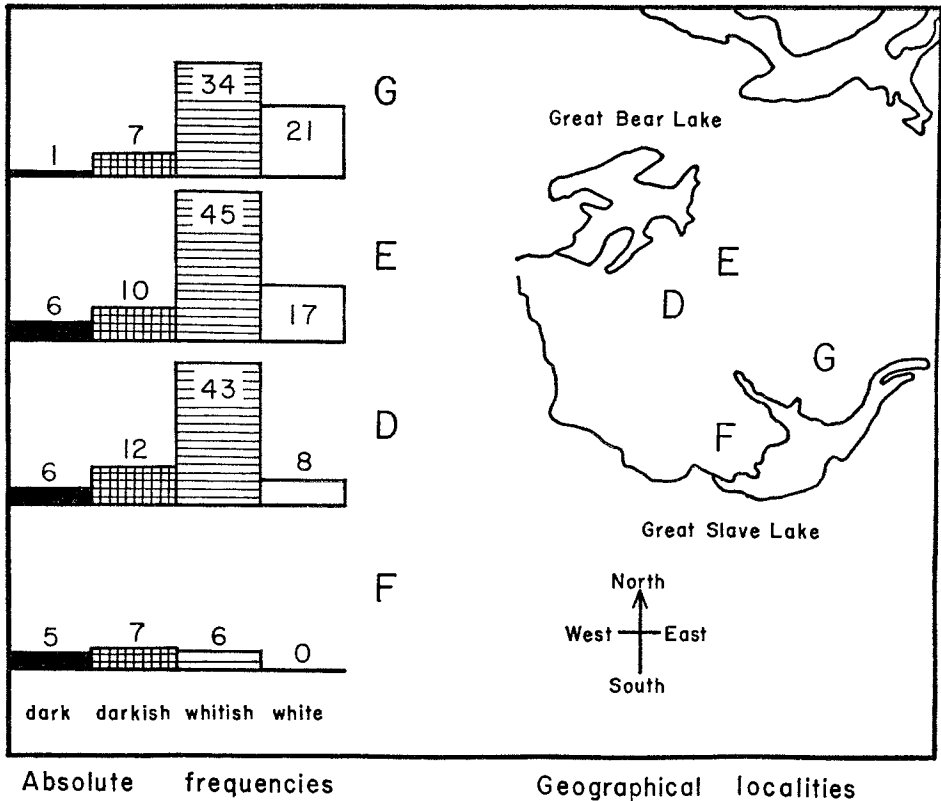 34
G
21
7
1
45
E
10
6
17
43
D
12
8
6
F
7
6
5
0
dark darkish whitish white
Absolute frequencies
Great Bear Lake
E
D
G
F
Great Slave Lake
North
West East
South
Geographical localities